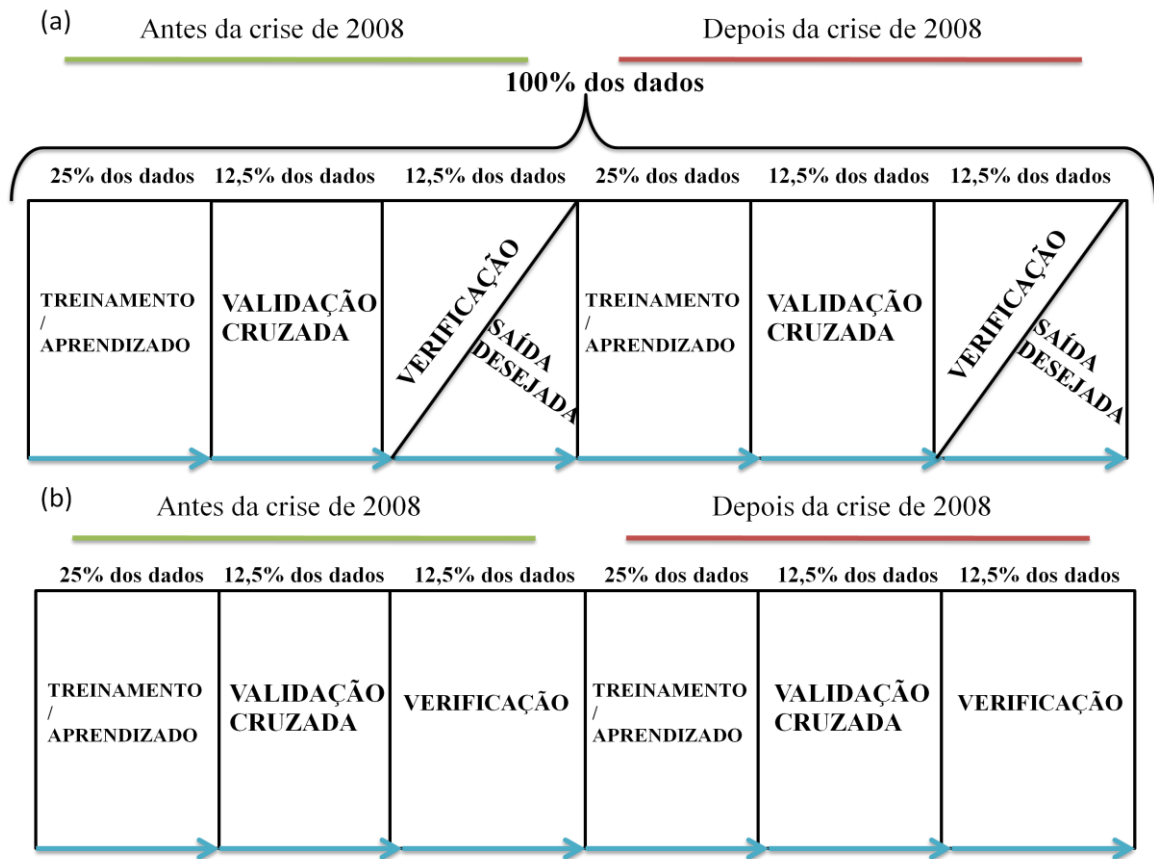 (a)
Antes da crise de 2008
Depois da crise de 2008
100% dos dados
25% dos dados
12,5% dos dados
12,5% dos dados
25% dos dados
12,5% dos dados
12,5% dos dados
TREINAMENTO
/
APRENDIZADO
VALIDAÇÃO
CRUZADA
VERIFICAÇÃO
SAÍDA
DESEJADA
TREINAMENTO
/
APRENDIZADO
VALIDAÇÃO
CRUZADA
VERIFICAÇÃO
SAÍDA
DESEJADA
(b)
Antes da crise de 2008
Depois da crise de 2008
25% dos dados
12,5% dos dados
12,5% dos dados
25% dos dados
12,5% dos dados
12,5% dos dados
TREINAMENTO
/
APRENDIZADO
VALIDAÇÃO
CRUZADA
VERIFICAÇÃO
TREINAMENTO
/
APRENDIZADO
VALIDAÇÃO
CRUZADA
VERIFICAÇÃO